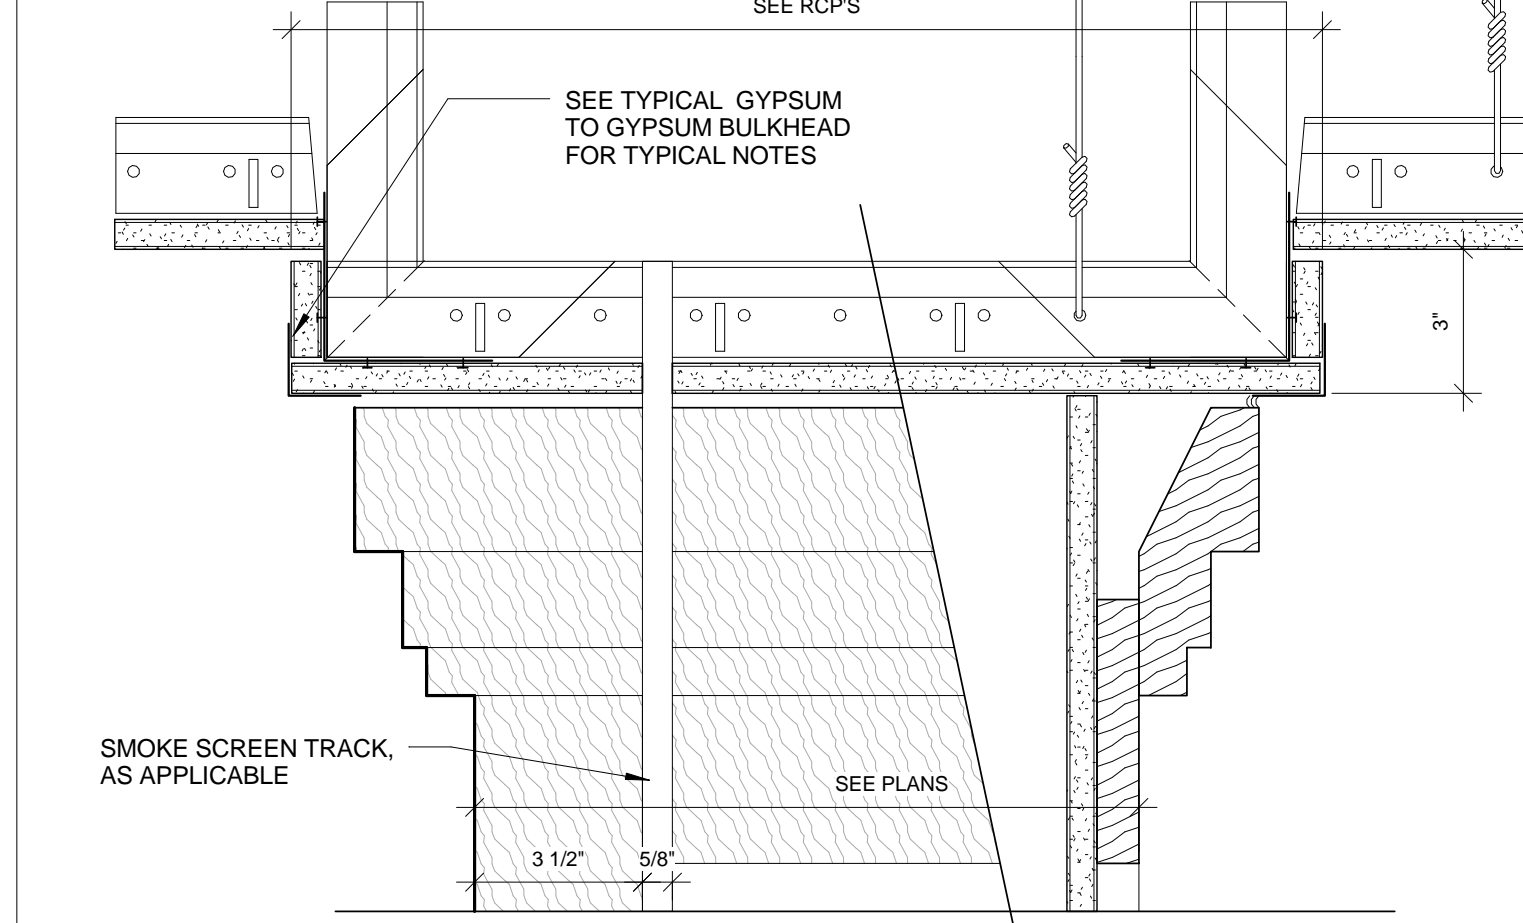 SEE RCP'S
SEE TYPICAL GYPSUM
TO GYPSUM BULKHEAD
FOR TYPICAL NOTES
3"
SMOKE SCREEN TRACK,
AS APPLICABLE
SEE PLANS
3 1/2"
5/8"